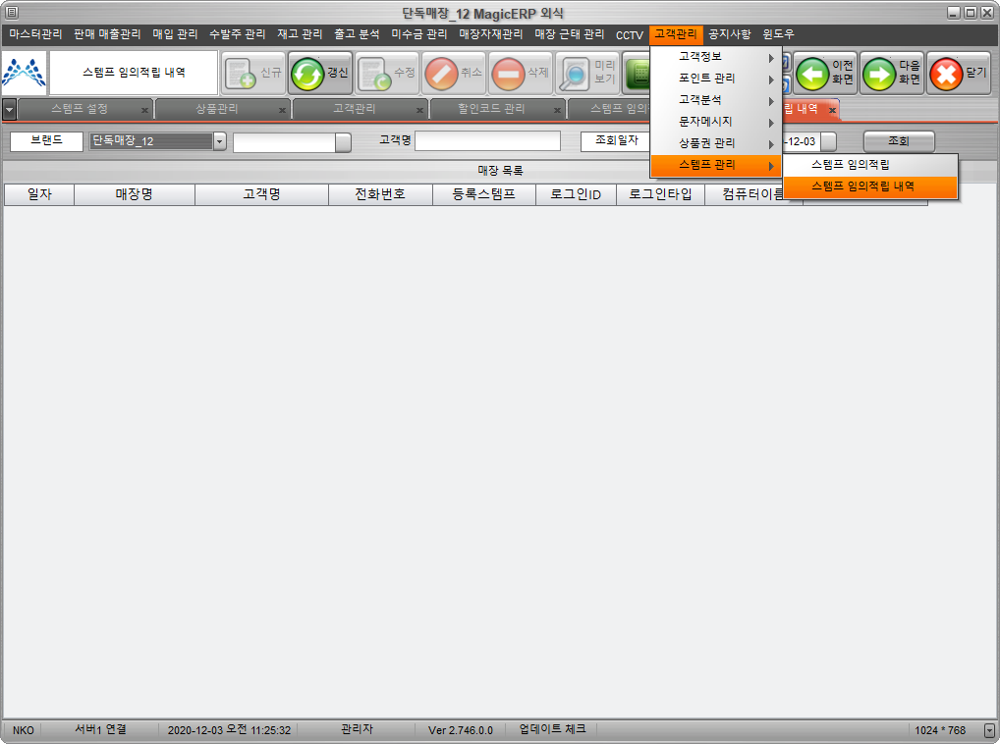 단독매장_12 MagicERP 외식
마스터관리 판매 매출관리 매입 관리 수발주 관리 재고 관리 출고 분석 미수금 관리 매장자재관리 매장 근태 관리 CCTV 고객관리 공지사항 윈도우
스템프 임의적립 내역 신규 갱신 수정 취소 삭제 미리보기 이전화면 다음화면 닫기
스템프 설정 상품관리 고객관리 할인코드 관리 스템프 임의 립 내역
브랜드 단독매장_12 고객명 조회일자 -12-03 조회
고객정보
포인트 관리
고객분석
문자메시지
상품권 관리
스템프 관리
스템프 임의적립
스템프 임의적립 내역
매장 목록
일자 매장명 고객명 전화번호 등록스템프 로그인ID 로그인타입 컴퓨터이름
NKO 서버1 연결 2020-12-03 오전 11:25:32 관리자 Ver 2.746.0.0 업데이트 체크 1024 * 768